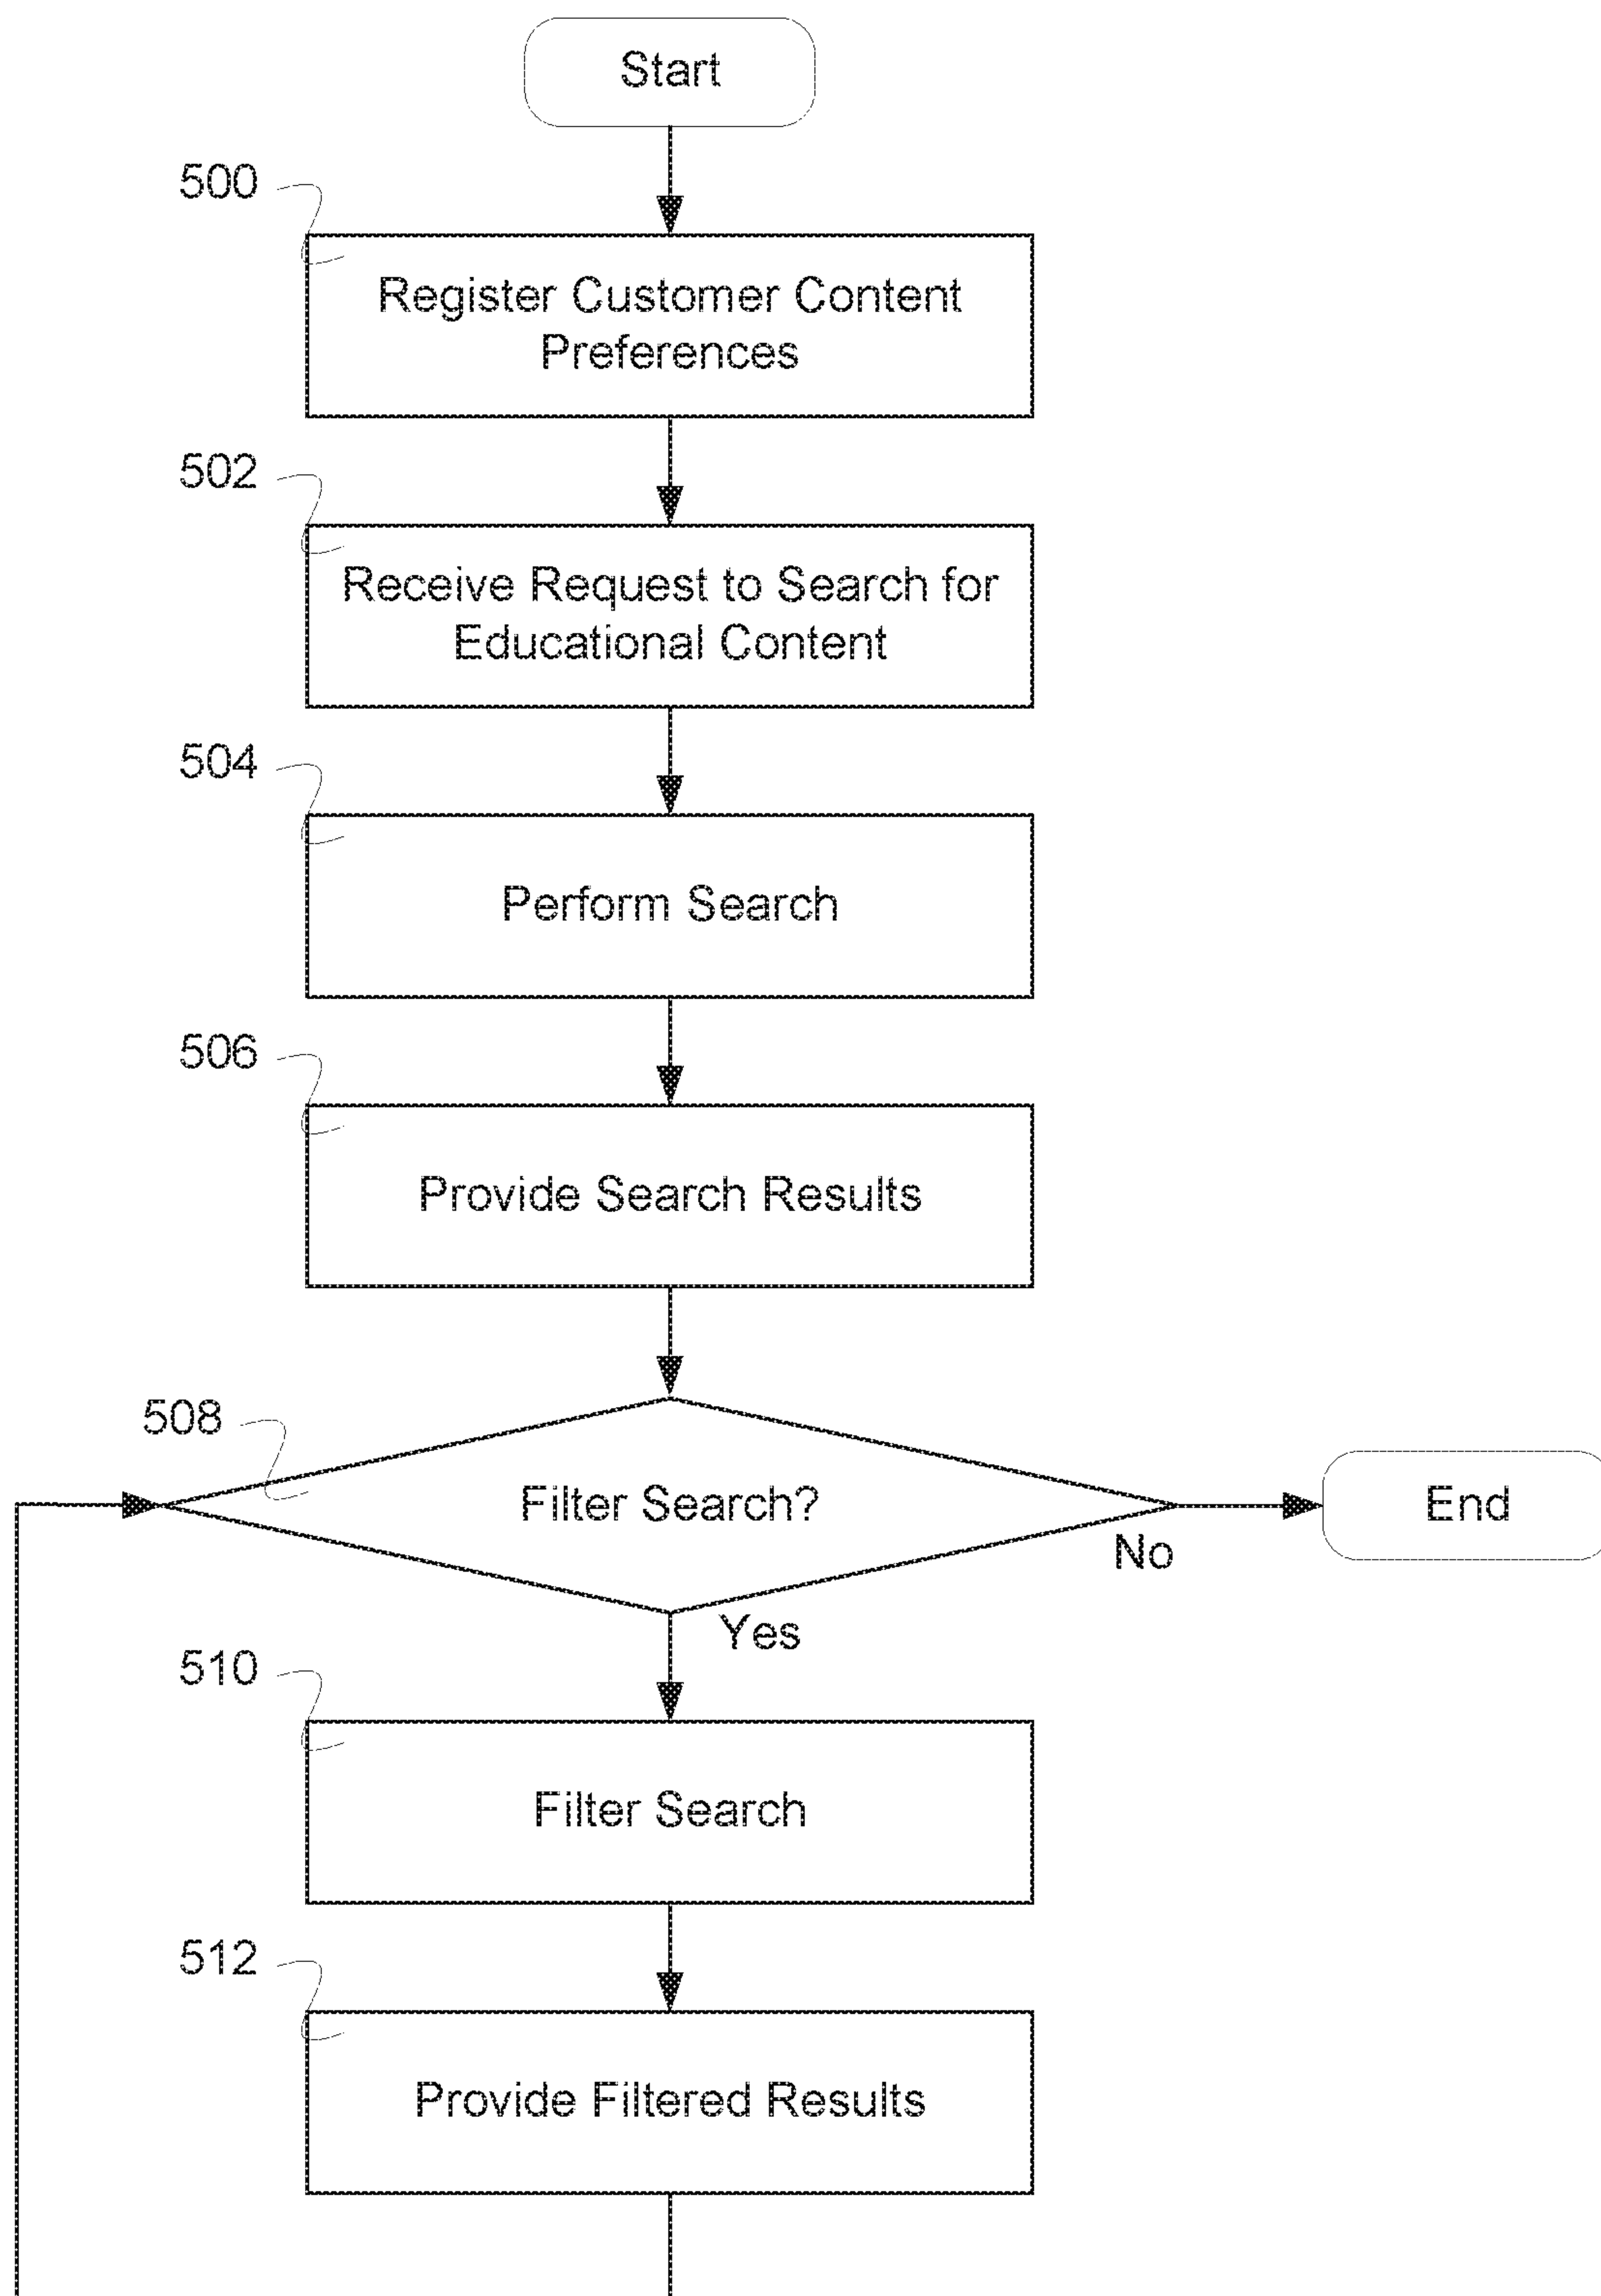 Start
500
Register Customer Content
Preferences
502
Receive Request to Search for
Educational Content
504
Perform Search
506
Provide Search Results
508
Filter Search?
End
No
Yes
510
Filter Search
512
Provide Filtered Results